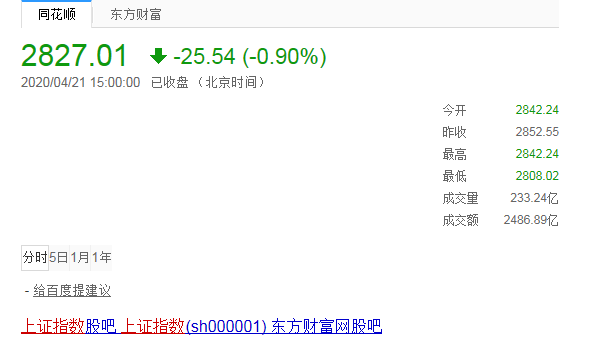 同花顺 东方财富
2827.01 -25.54 (-0.90%)
2020/04/21 15:00:00 已收盘 （北京时间）
今开 2842.24
昨收 2852.55
最高 2842.24
最低 2808.02
成交量 233.24亿
成交额 2486.89亿
分时 5日 1月 1年
- 给百度提建议
上证指数股吧_上证指数(sh000001)_东方财富网股吧